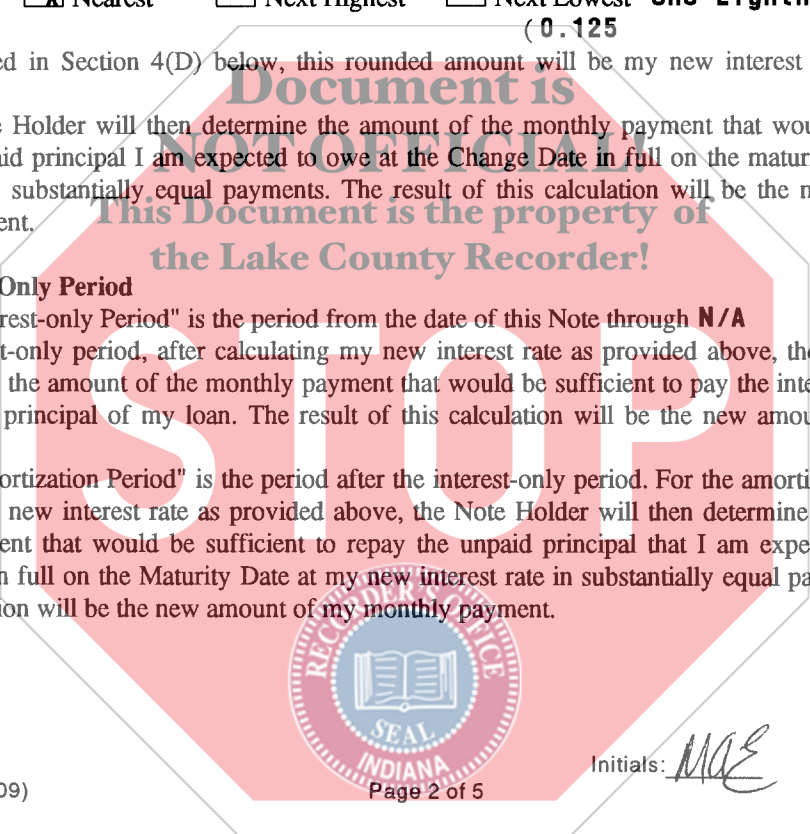 X Nearest Next Highest Next Lowest One Eighth
(0.125
ed in Section 4(D) below, this rounded amount will be my new interest
Document is
e Holder will then determine the amount of the monthly payment that wou
NOT OFFICIAL!
aid principal I am expected to owe at the Change Date in full on the matur
substantially equal payments. The result of this calculation will be the n
This Document is the property of
ent.
the Lake County Recorder!
Only Period
rest-only Period" is the period from the date of this Note through N/A
t-only period, after calculating my new interest rate as provided above, the
the amount of the monthly payment that would be sufficient to pay the inte
principal of my loan. The result of this calculation will be the new amou
STOP
ortization Period" is the period after the interest-only period. For the amorti
new interest rate as provided above, the Note Holder will then determine
ent that would be sufficient to repay the unpaid principal that I am expe
n full on the Maturity Date at my new interest rate in substantially equal pa
ion will be the new amount of my monthly payment.
RECORDER'S OFFICE
SEAL
INDIANA
Initials: MAE
09)
Page 2 of 5